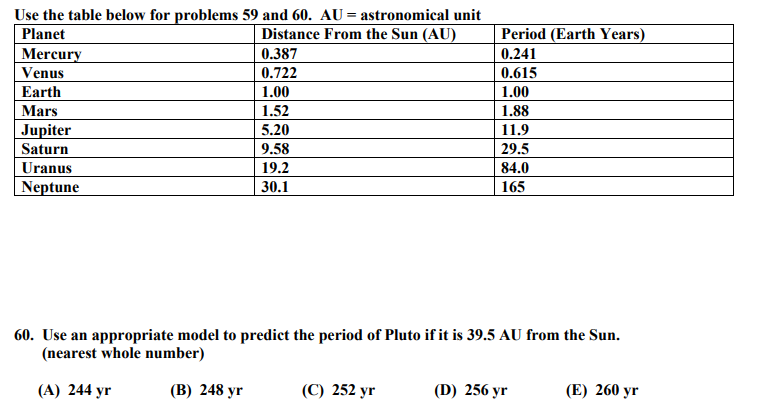 Use the table below for problems 59 and 60. AU = astronomical unit
Planet Distance From the Sun (AU) Period (Earth Years)
Mercury 0.387 0.241
Venus 0.722 0.615
Earth 1.00 1.00
Mars 1.52 1.88
Jupiter 5.20 11.9
Saturn 9.58 29.5
Uranus 19.2 84.0
Neptune 30.1 165
60. Use an appropriate model to predict the period of Pluto if it is 39.5 AU from the Sun.
(nearest whole number)
(A) 244 yr (B) 248 yr (C) 252 yr (D) 256 yr (E) 260 yr